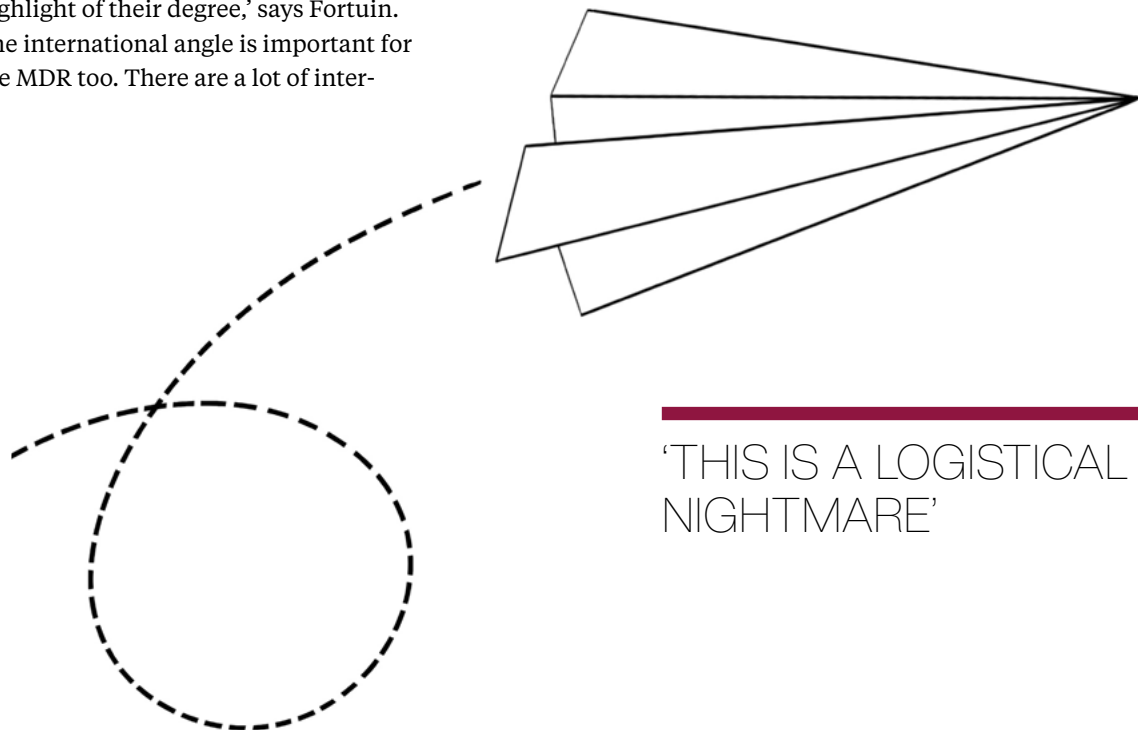 ghlight of their degree,’ says Fortuin.
ne international angle is important for
e MDR too. There are a lot of inter-
‘THIS IS A LOGISTICAL
NIGHTMARE’